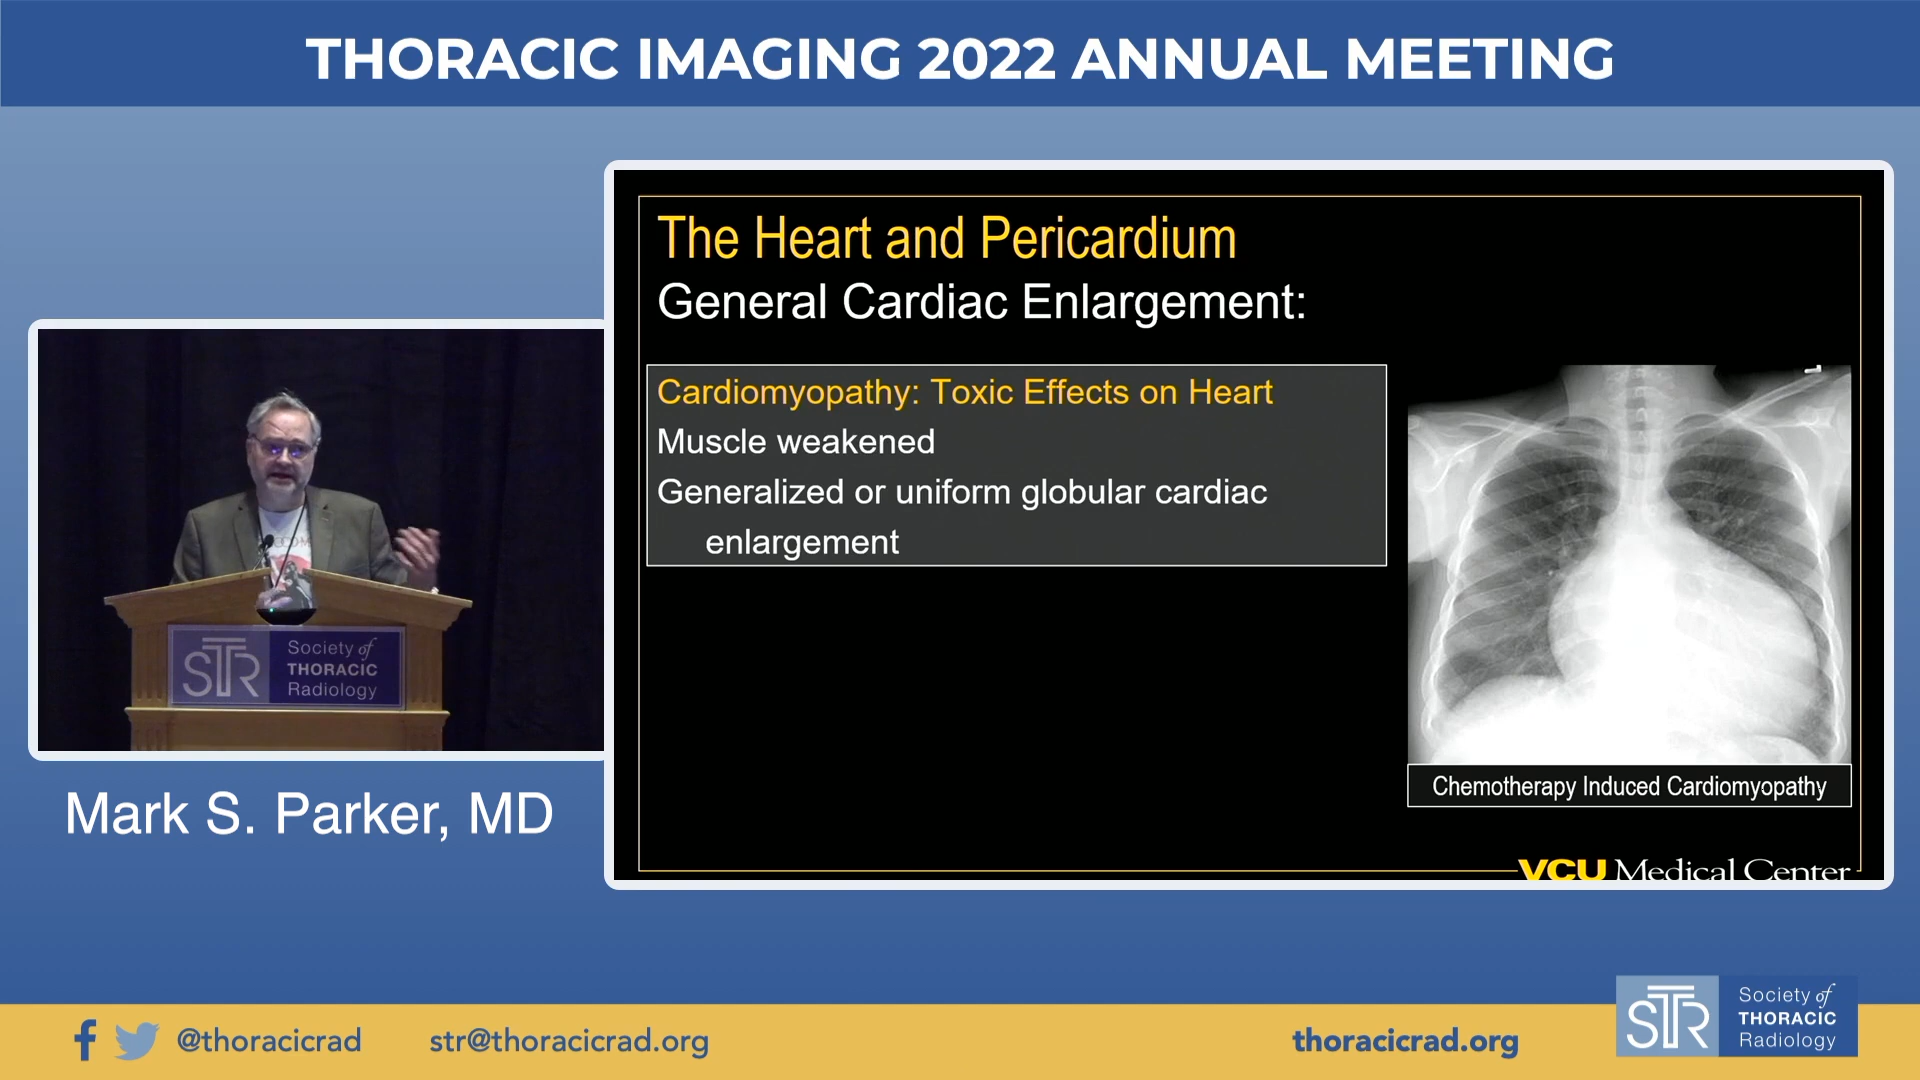 THORACIC IMAGING 2022 ANNUAL MEETING
The Heart and Pericardium
General Cardiac Enlargement:
Cardiomyopathy: Toxic Effects on Heart
Muscle weakened
Generalized or uniform globular cardiac
enlargement
Chemotherapy Induced Cardiomyopathy
VCU Medical Center
STR
Society of
THORACIC
Radiology
Mark S. Parker, MD
@thoracicrad
str@thoracicrad.org
thoracicrad.org
STR
Society of
THORACIC
Radiology